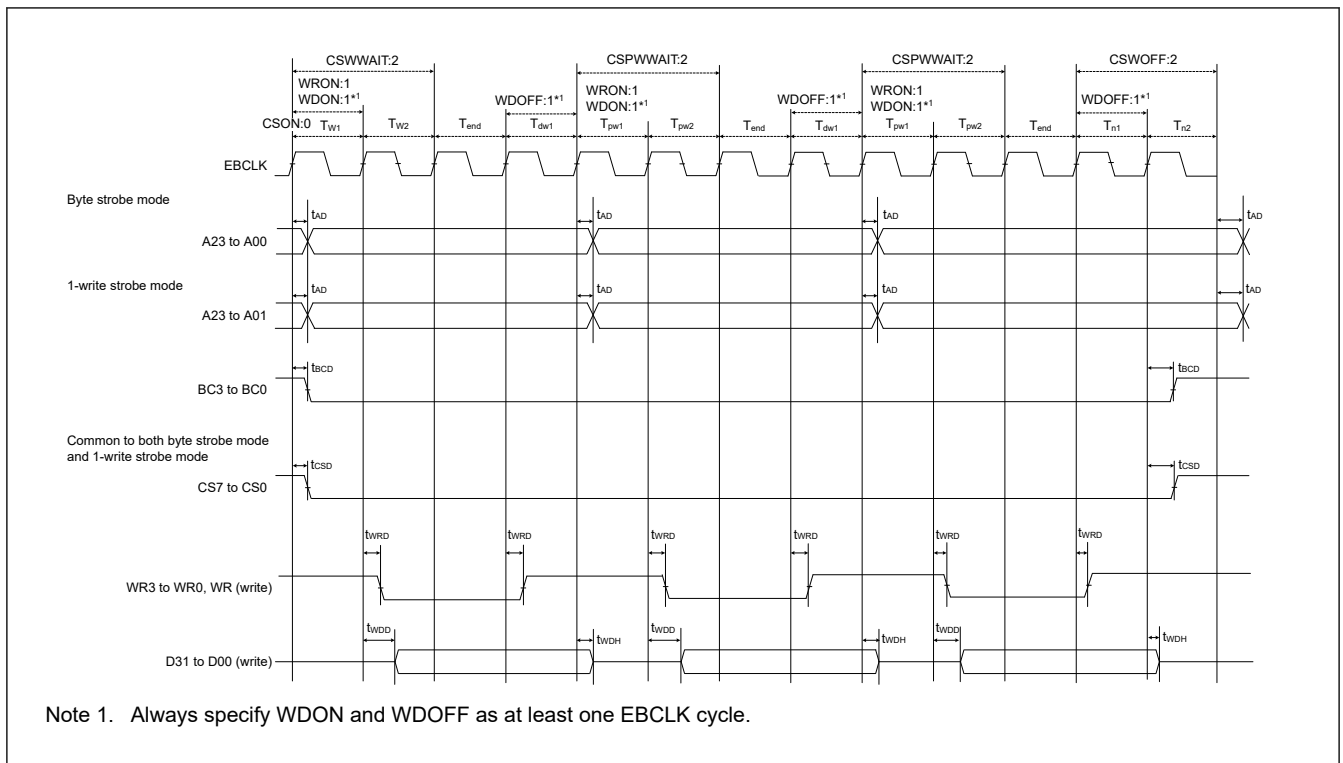 CSWWAIT:2 CSPWWAIT:2 CSPWWAIT:2 CSWOFF:2
WRON:1 WRON:1 WRON:1
WDON:1*1 WDOFF:1*1 WDON:1*1 WDOFF:1*1 WDON:1*1 WDOFF:1*1
CSON:0 TW1 TW2 Tend Tdw1 Tpw1 Tpw2 Tend Tdw1 Tpw1 Tpw2 Tend Tn1 Tn2
EBCLK
Byte strobe mode
tAD tAD tAD tAD
A23 to A00
1-write strobe mode
tAD tAD tAD tAD
A23 to A01
tBCD tBCD
BC3 to BC0
Common to both byte strobe mode
and 1-write strobe mode
tCSD tCSD
CS7 to CS0
tWRD tWRD tWRD tWRD tWRD tWRD
WR3 to WR0, WR (write)
tWDD tWDH tWDD tWDH tWDD tWDH
D31 to D00 (write)
Note 1. Always specify WDON and WDOFF as at least one EBCLK cycle.